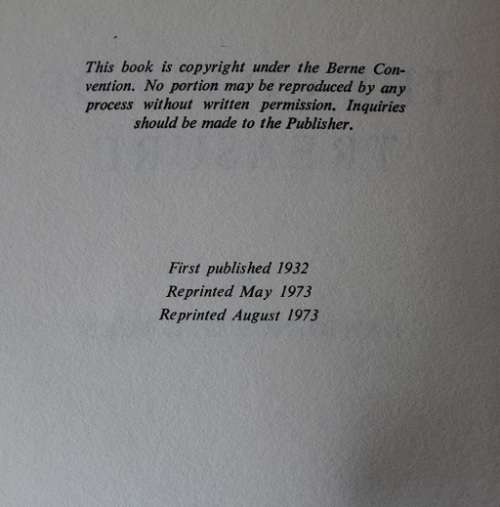 This book is copyright under the Berne Con-
vention. No portion may be reproduced by any
process without written permission. Inquiries
should be made to the Publisher.
First published 1932
Reprinted May 1973
Reprinted August 1973